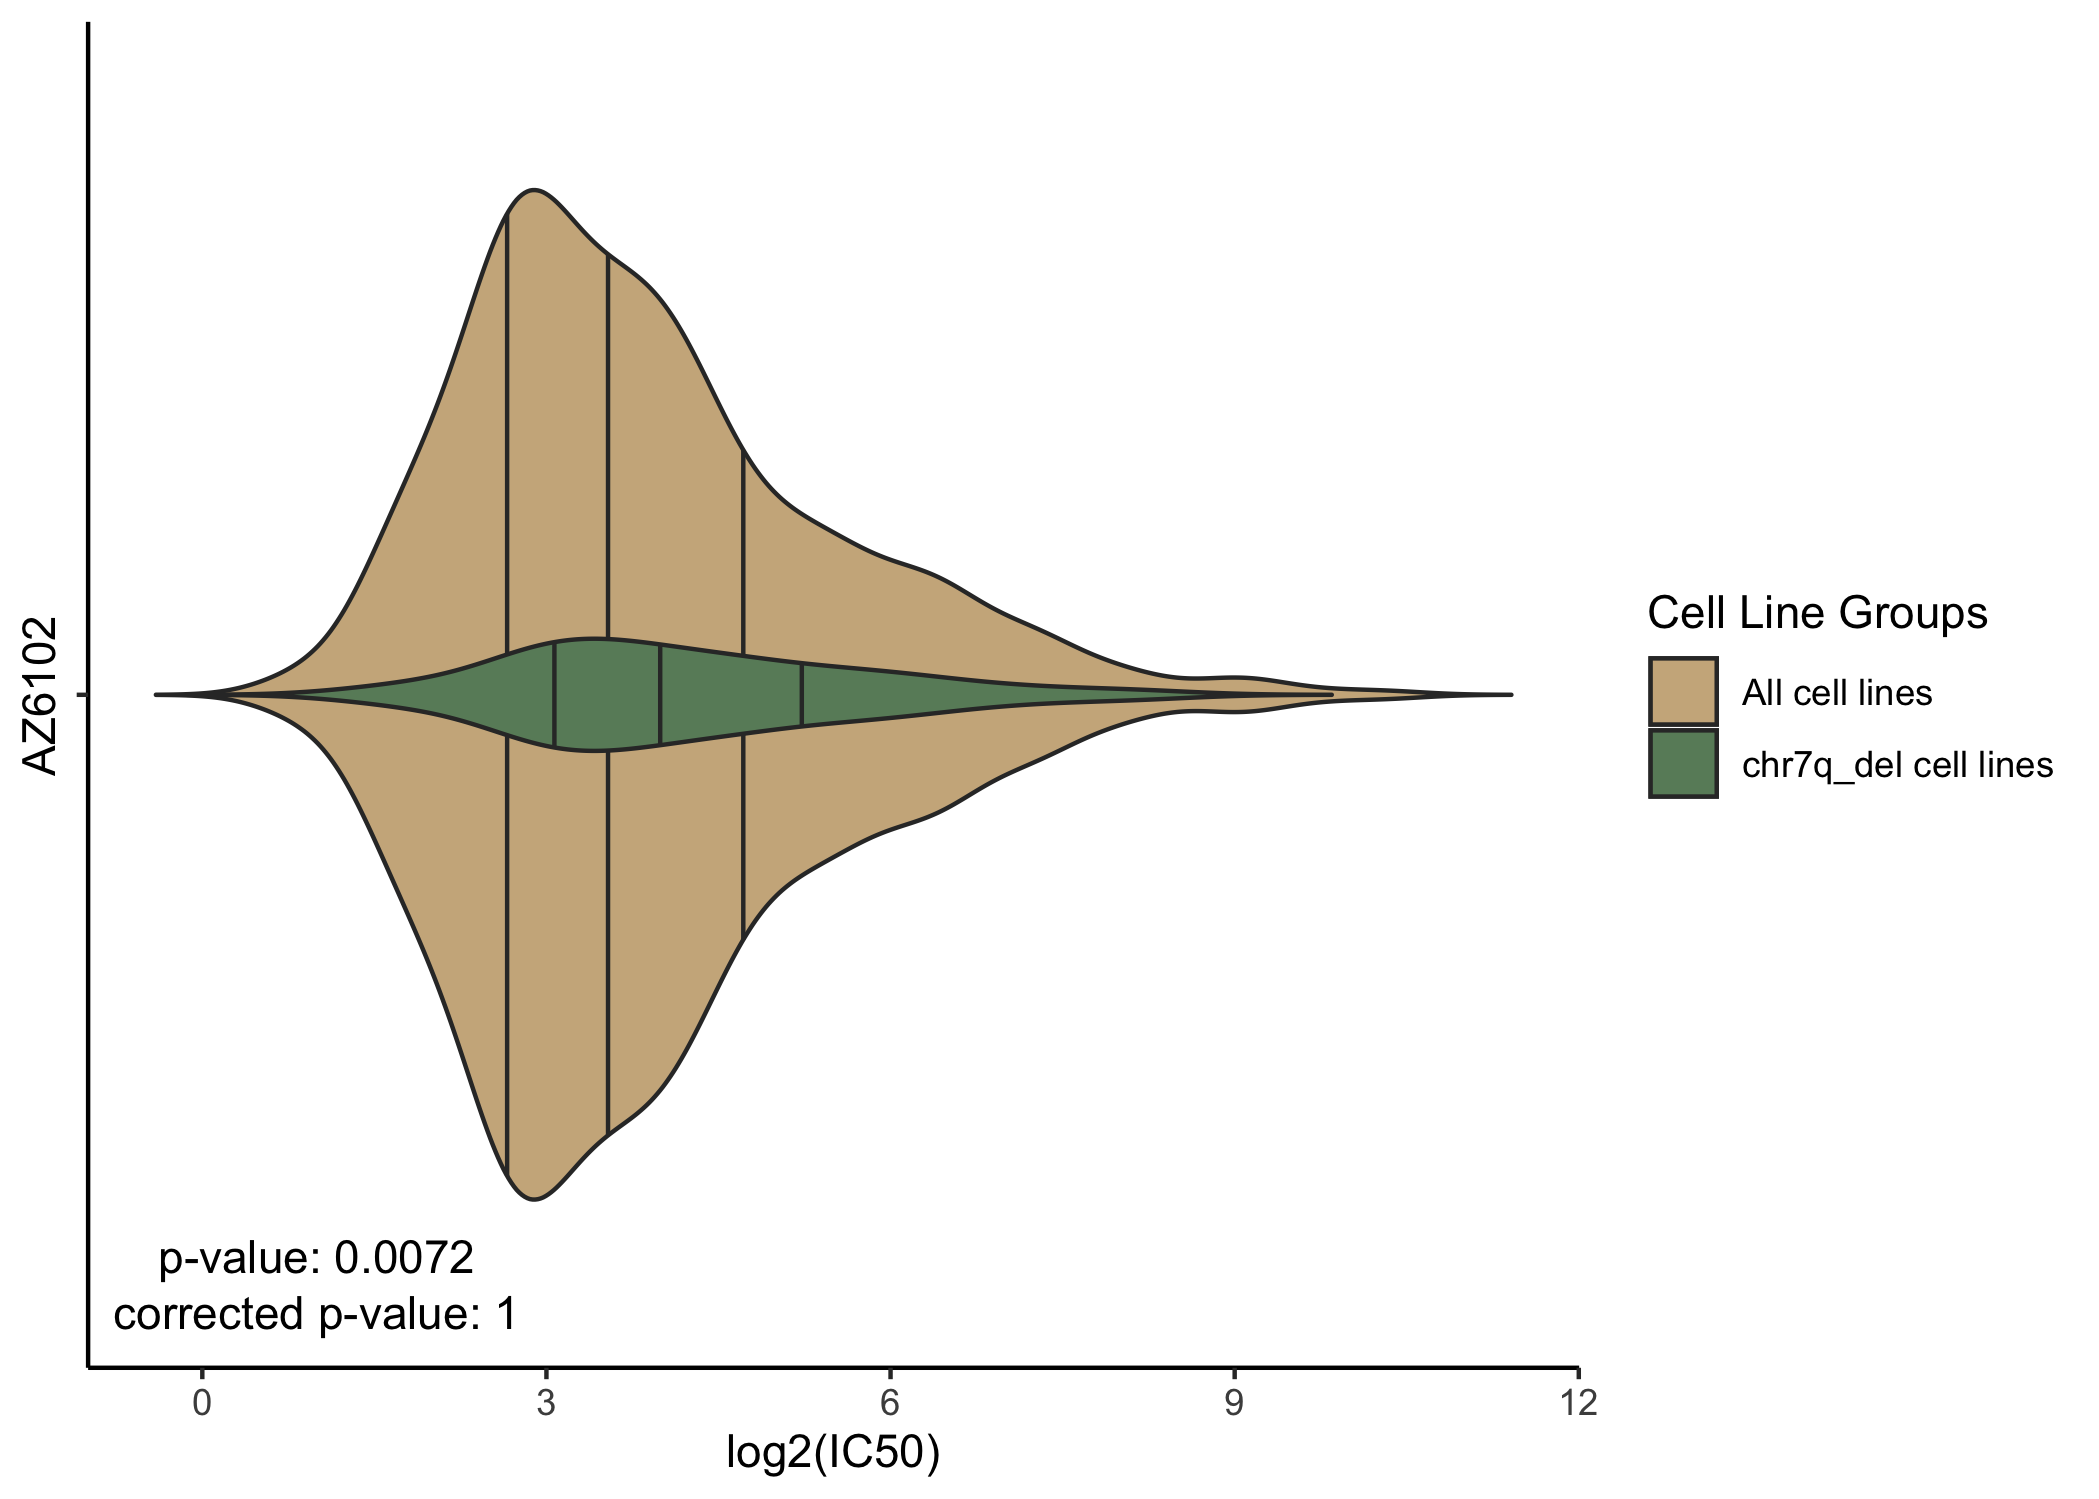 AZ6102
p-value: 0.0072
corrected p-value: 1
0 3 6 9 12
log2(IC50)
Cell Line Groups
All cell lines
chr7q_del cell lines